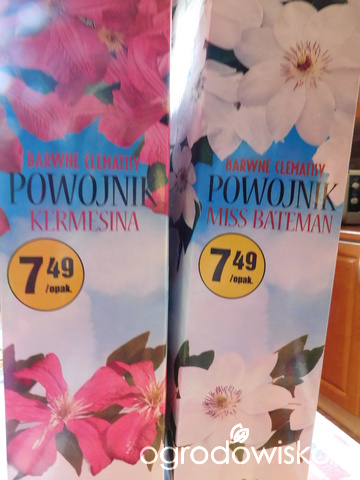 BARWNE CLEMATISY
POWOJNIK
KERMESINA
7 49
/opak.
BARWNE CLEMATISY
POWOJNIK
MISS BATEMAN
7 49
/opak.
ogrodowisko